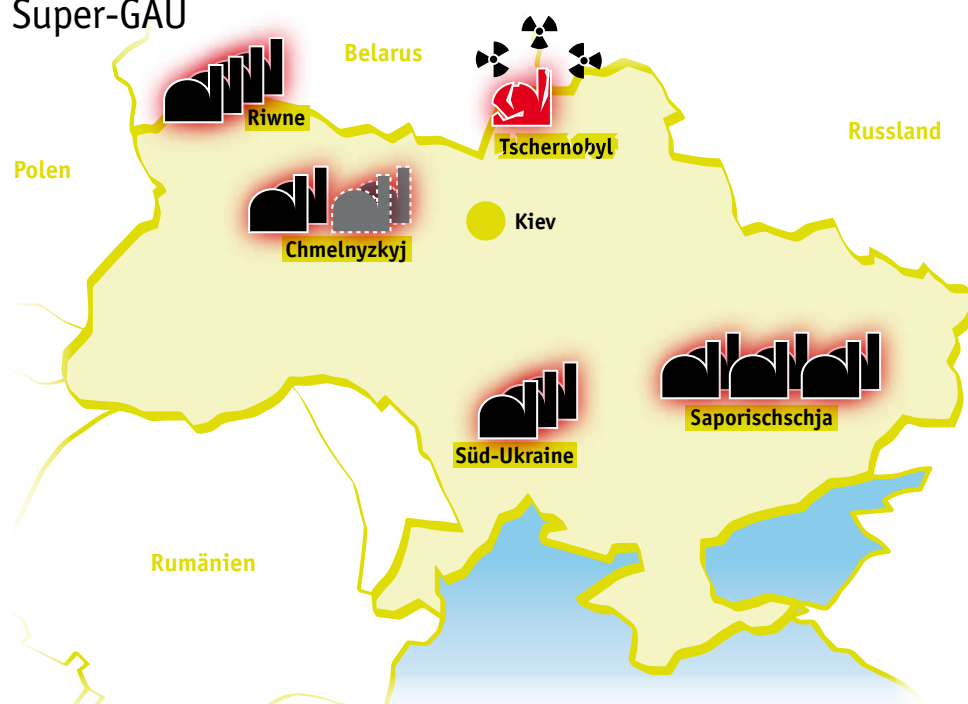 Super-GAU
Belarus
Riwne
Tschernobyl
Russland
Polen
Kiev
Chmelnyzkyj
Saporischschja
Süd-Ukraine
Rumänien